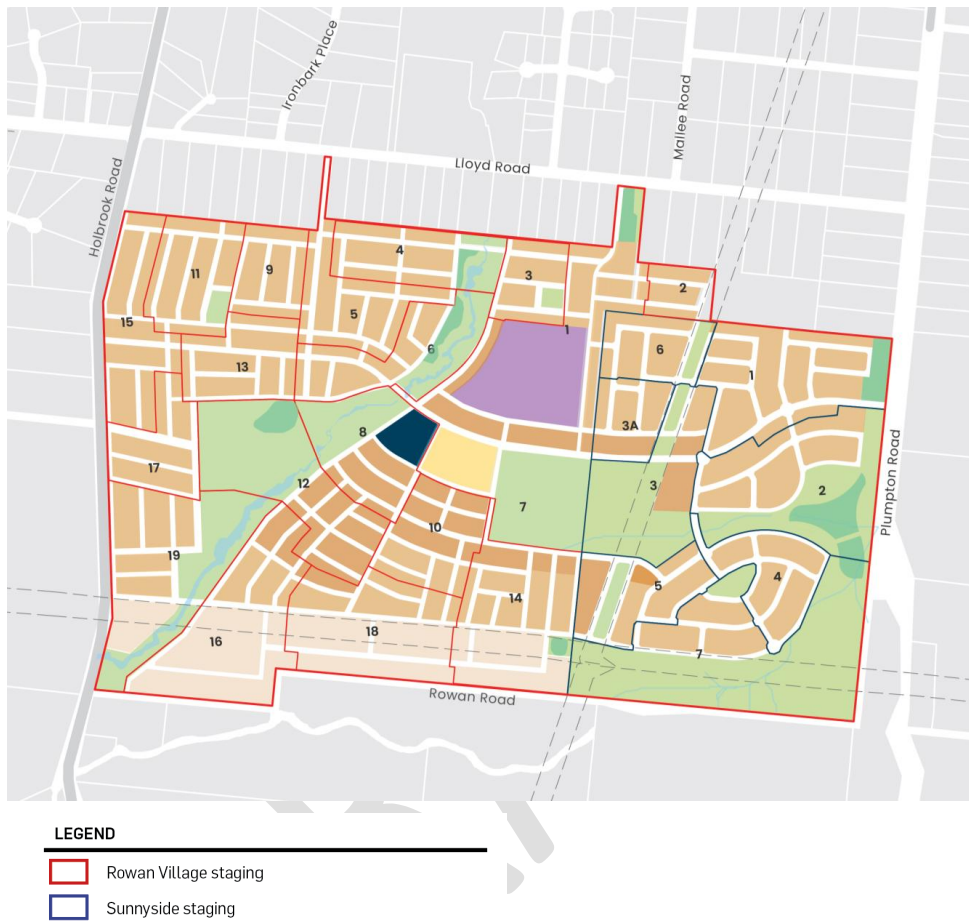 Ironbark Place
Mallee Road
Lloyd Road
Holbrook Road
4
11
9
3
2
5
15
1
6
6
13
1
3A
8
17
12
3
2
7
10
19
5
4
14
18
16
7
Rowan Road
Plumpton Road
LEGEND
Rowan Village staging
Sunnyside staging